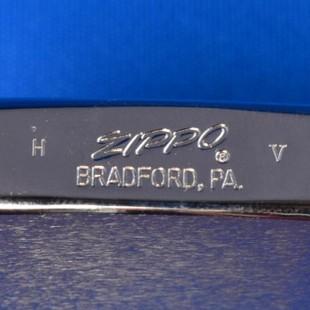 H ZIPPO® V
BRADFORD, PA.